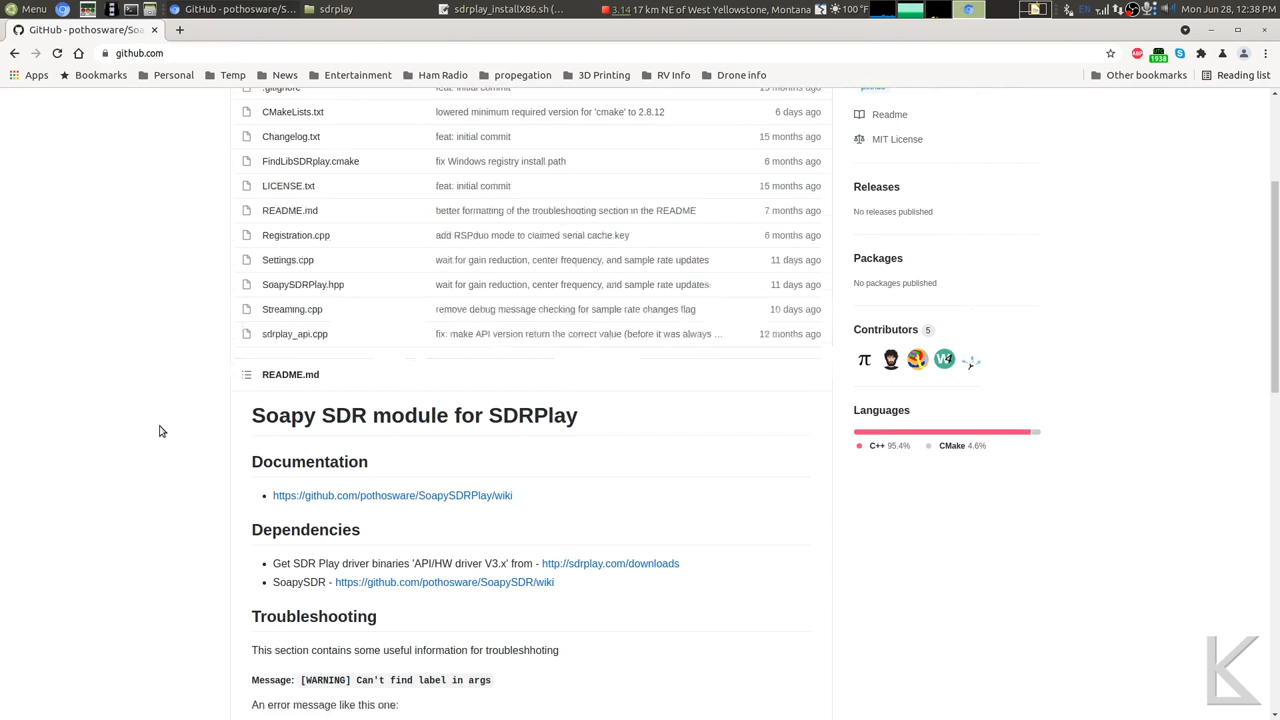 Menu
GitHub - pothosware/So...
sdrplay
sdrplay_installX86.sh (...
3.14 17 km NE of West Yellowstone, Montana
100 °F
EN
Mon Jun 28, 12:38 PM
GitHub - pothosware/Soa
github.com
ABP
1938
Apps
Bookmarks
Personal
Temp
News
Entertainment
Ham Radio
propegation
3D Printing
RV Info
Drone info
Other bookmarks
Reading list
.gitignore feat: initial commit 15 months ago
CMakeLists.txt lowered minimum required version for 'cmake' to 2.8.12 6 days ago
Changelog.txt feat: initial commit 15 months ago
FindLibSDRplay.cmake fix Windows registry install path 6 months ago
LICENSE.txt feat: initial commit 15 months ago
README.md better formatting of the troubleshooting section in the README 7 months ago
Registration.cpp add RSPduo mode to claimed serial cache key 6 months ago
Settings.cpp wait for gain reduction, center frequency, and sample rate updates 11 days ago
SoapySDRPlay.hpp wait for gain reduction, center frequency, and sample rate updates 11 days ago
Streaming.cpp remove debug message checking for sample rate changes flag 10 days ago
sdrplay_api.cpp fix: make API version return the correct value (before it was always ... 12 months ago
README.md
Soapy SDR module for SDRPlay
Documentation
https://github.com/pothosware/SoapySDRPlay/wiki
Dependencies
Get SDR Play driver binaries 'API/HW driver V3.x' from - http://sdrplay.com/downloads
SoapySDR - https://github.com/pothosware/SoapySDR/wiki
Troubleshooting
This section contains some useful information for troubleshhoting
Message: [WARNING] Can't find label in args
An error message like this one:
Readme
MIT License
Releases
No releases published
Packages
No packages published
Contributors 5
Languages
C++ 95.4% CMake 4.6%
K